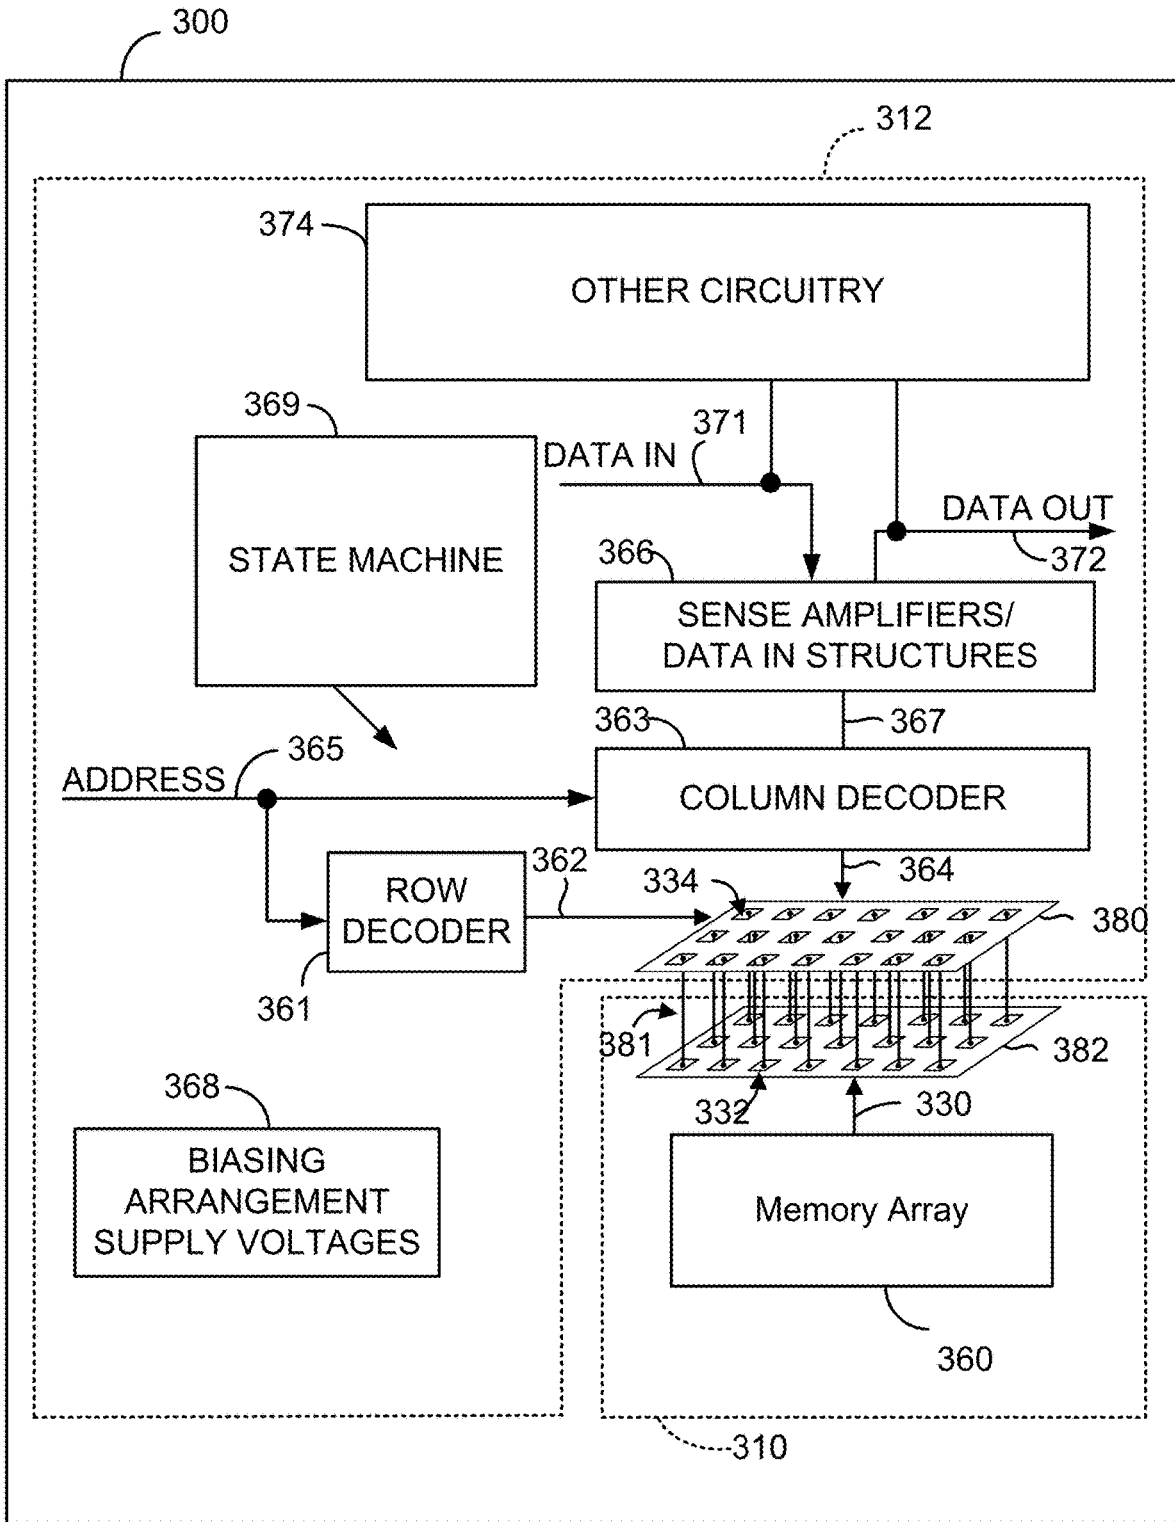 300
312
374
OTHER CIRCUITRY
369
371
DATA IN
DATA OUT
372
STATE MACHINE
366
SENSE AMPLIFIERS/
DATA IN STRUCTURES
367
363
365
ADDRESS
COLUMN DECODER
362
364
334
ROW
DECODER
380
361
381
382
332
330
368
BIASING
ARRANGEMENT
SUPPLY VOLTAGES
Memory Array
360
310